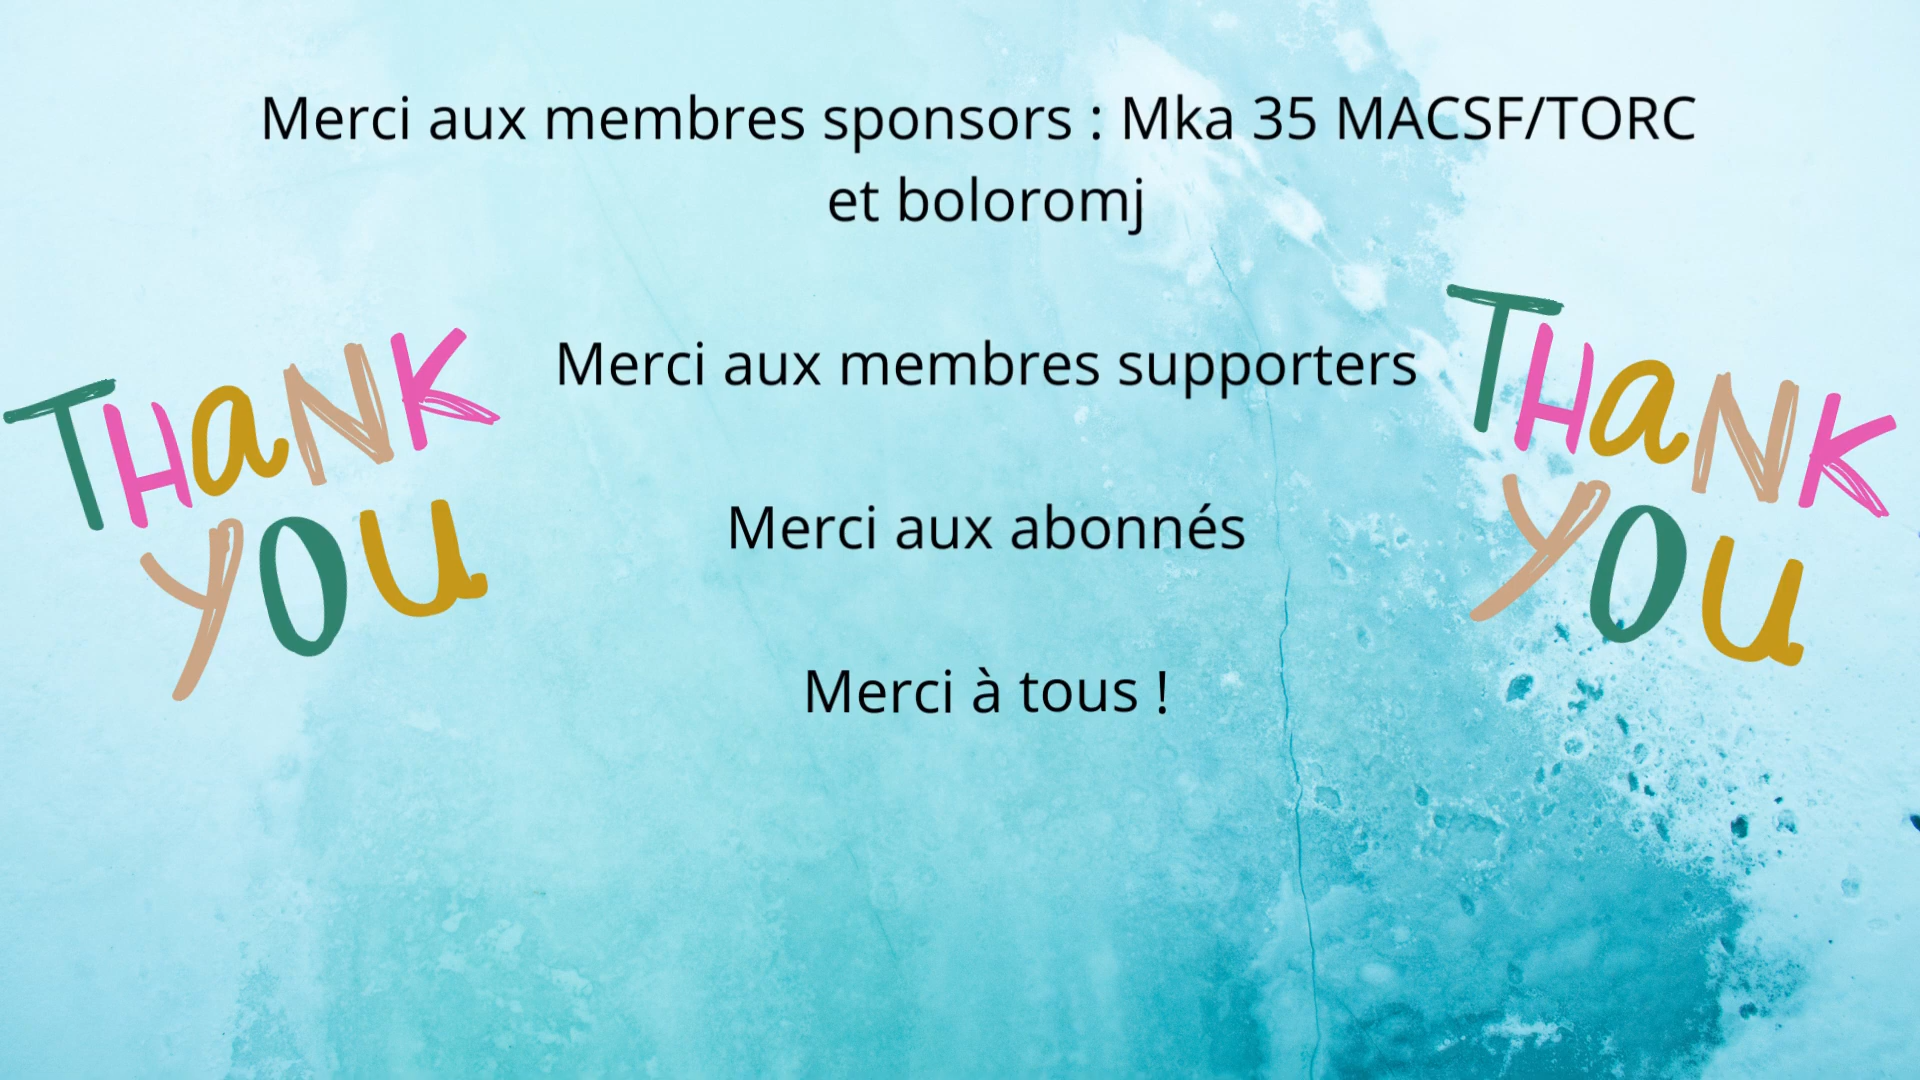 Merci aux membres sponsors : Mka 35 MACSF/TORC
et boloromj
Merci aux membres supporters
THaNK
YOU
THaNK
YOU
Merci aux abonnés
Merci à tous !